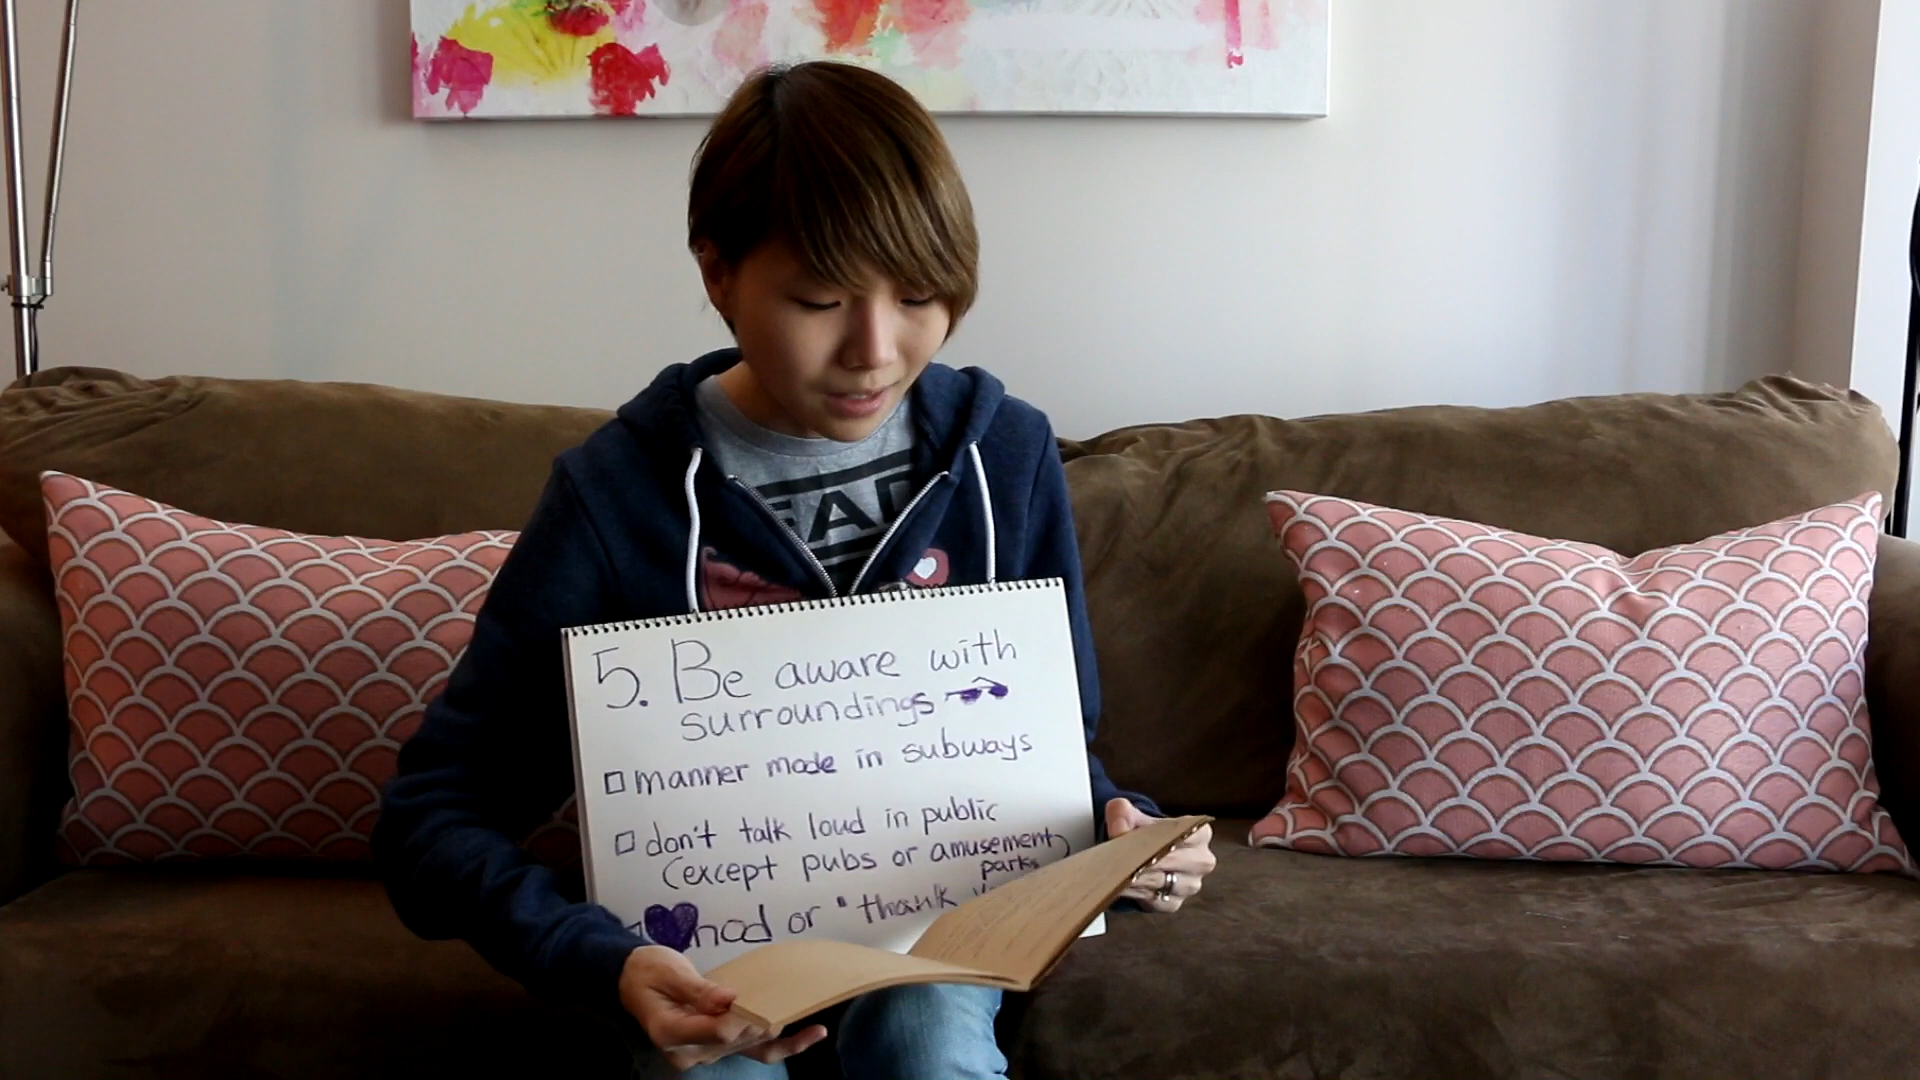 EAD
5. Be aware with
surroundings
manner mode in subways
don't talk loud in public
(except pubs or amusement)
parks
nod or "thank